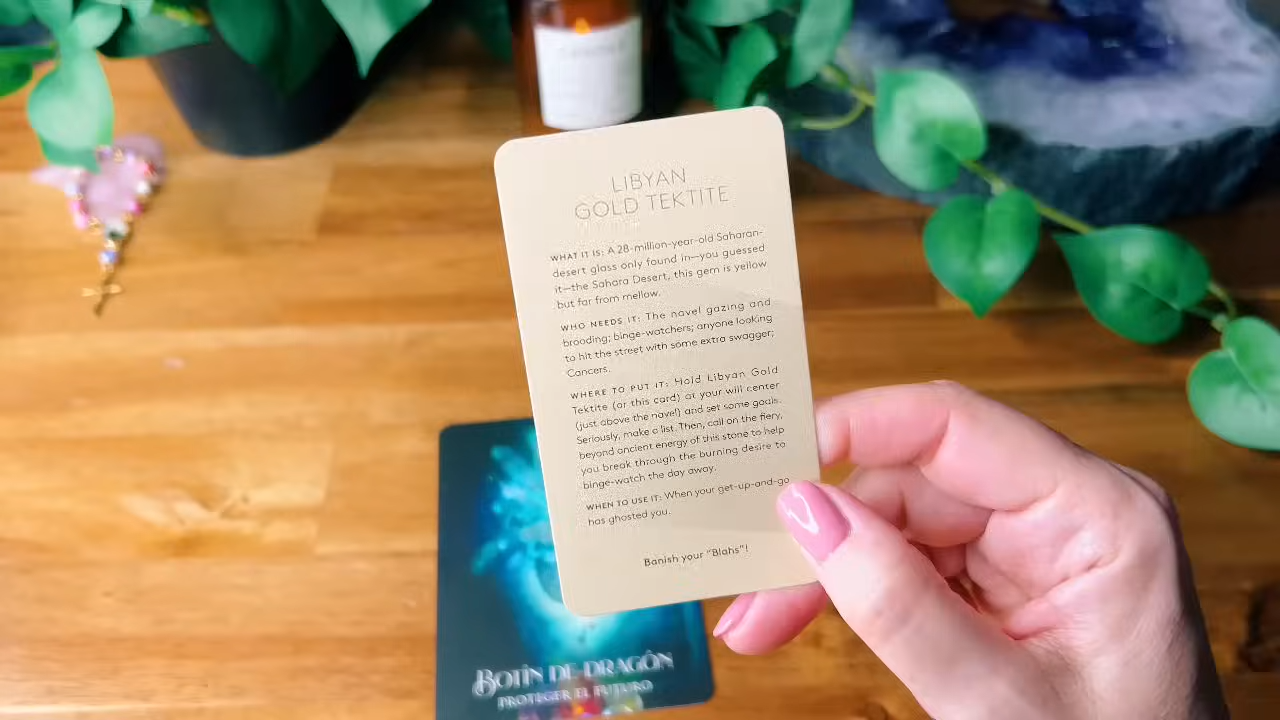 LIBYAN
GOLD TEKTITE
WHAT IT IS: A 28-million-year-old Saharan-
desert glass only found in—you guessed
it—the Sahara Desert, this gem is yellow
but far from mellow.
WHO NEEDS IT: The navel gazing and
brooding; binge-watchers; anyone looking
to hit the street with some extra swagger;
Cancers.
WHERE TO PUT IT: Hold Libyan Gold
Tektite (or this card) at your will center
(just above the navel) and set some goals.
Seriously, make a list. Then, call on the fiery,
beyond ancient energy of this stone to help
you break through the burning desire to
binge-watch the day away.
WHEN TO USE IT: When your get-up-and-go
has ghosted you.
Banish your "Blahs"!
BOTÍN DE DRAGÓN
PROTEGER EL FUTURO